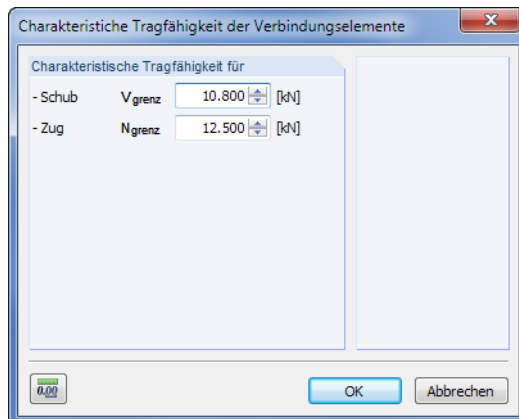 Charakteristiche Tragfähigkeit der Verbindungselemente
Charakteristische Tragfähigkeit für
- Schub Vgrenz 10.800 [kN]
- Zug Ngrenz 12.500 [kN]
0.00
OK Abbrechen